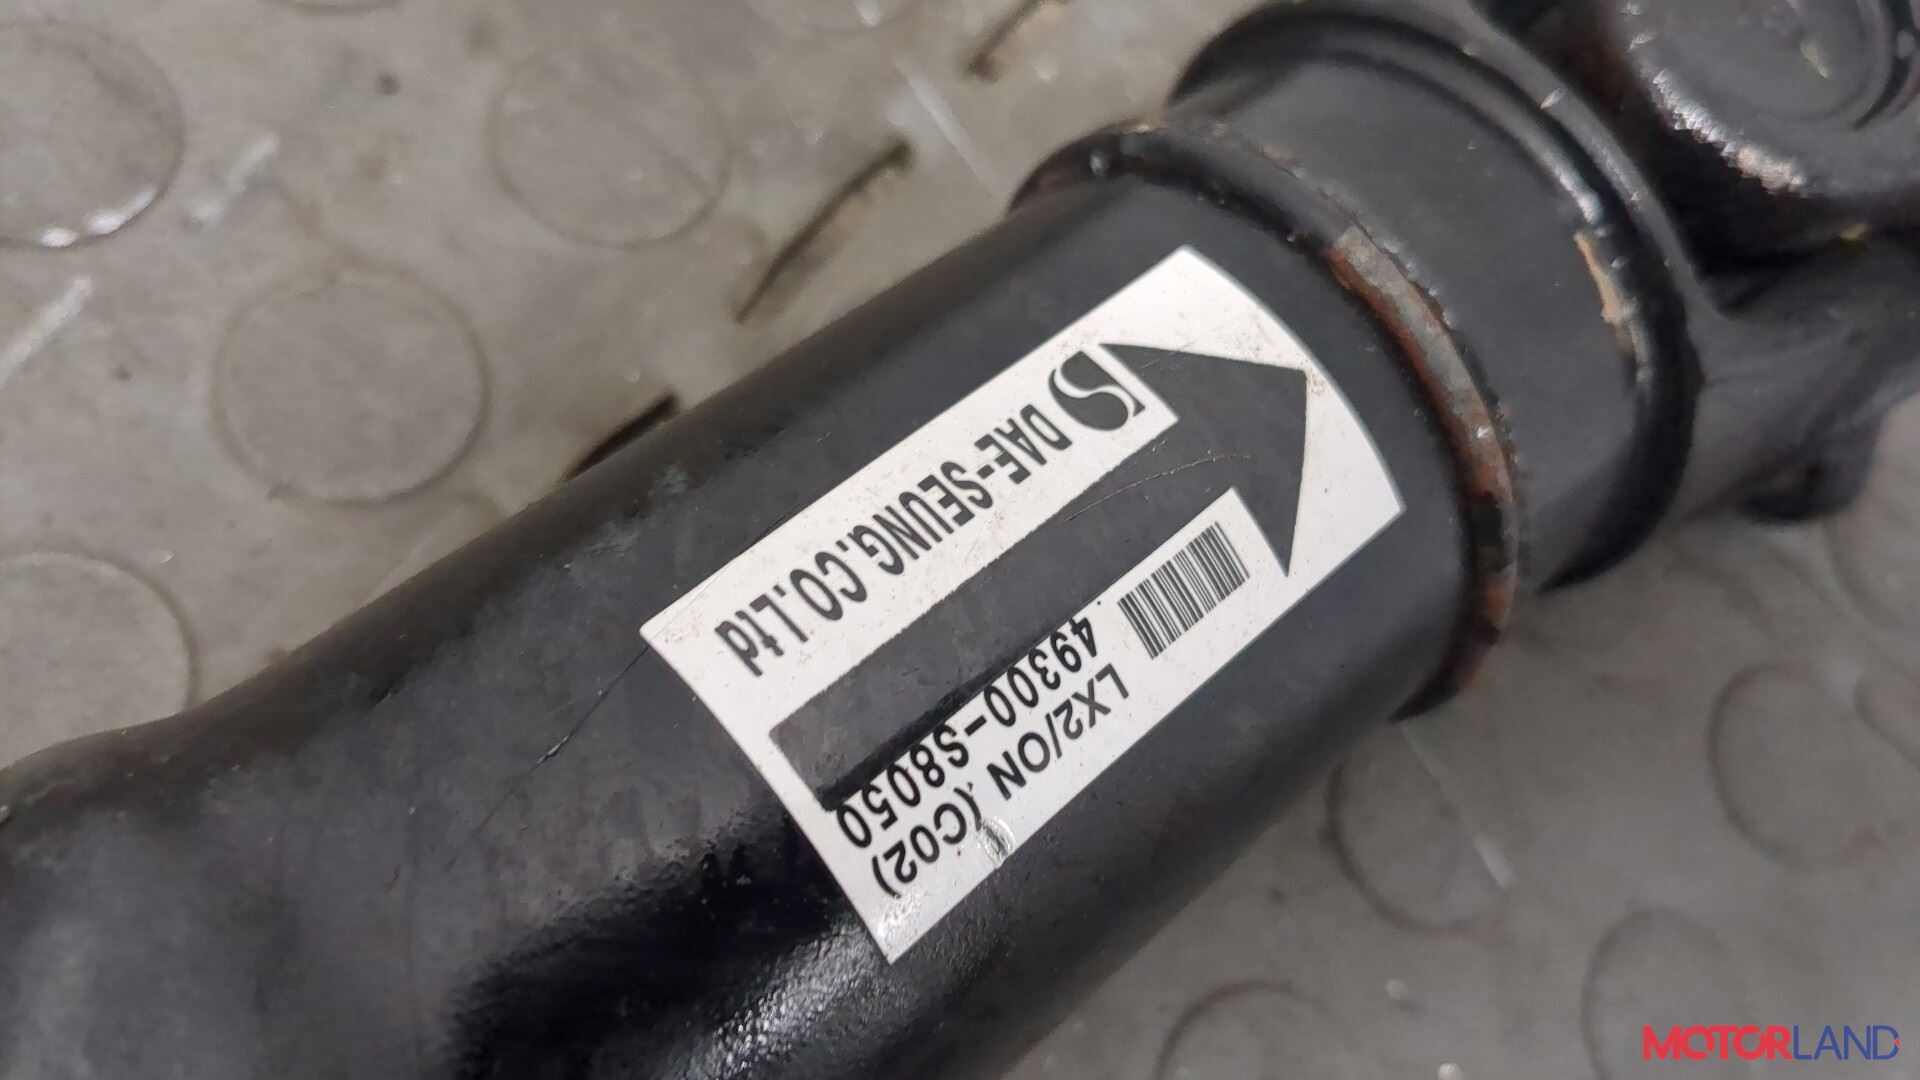 DAE-SEUNG.CO.Ltd
49300-S8050
LX2/ON (C02)
MOTORLAND